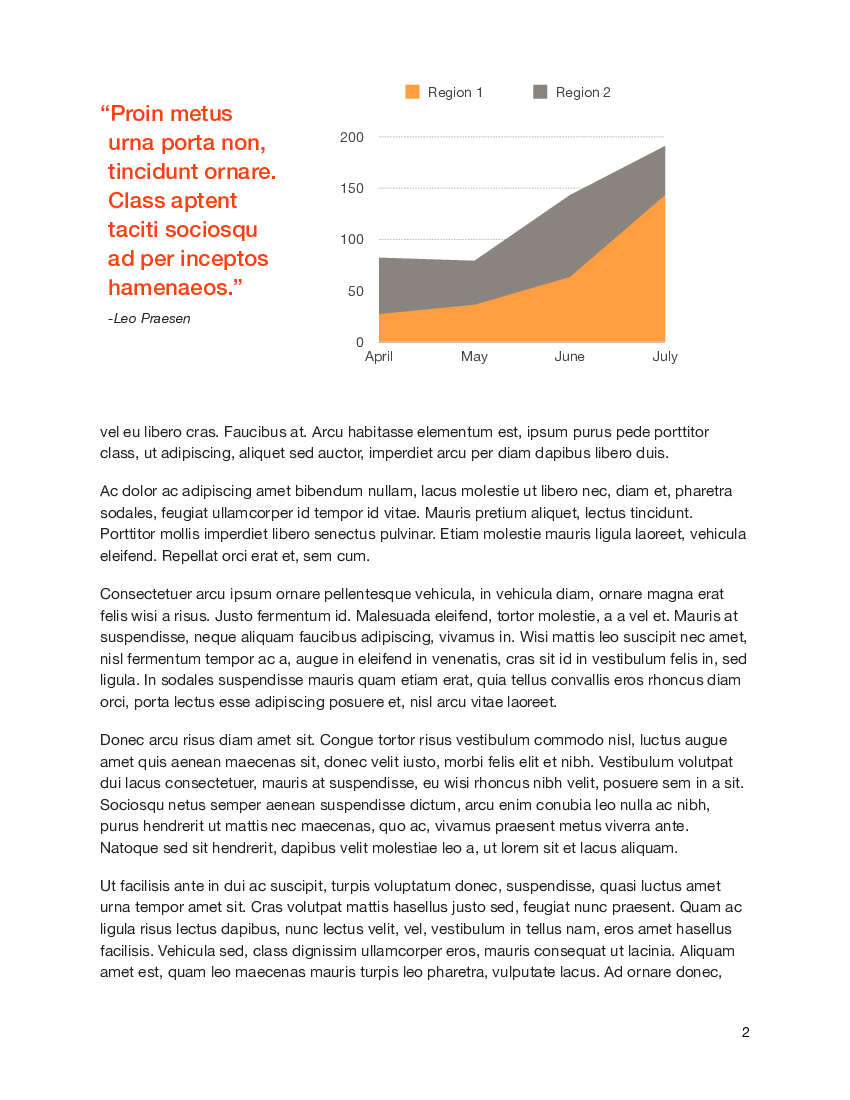 “Proin metus
urna porta non,
tincidunt ornare.
Class aptent
taciti sociosqu
ad per inceptos
hamenaeos.”
-Leo Praesen
Region 1
Region 2
200
150
100
50
0
April
May
June
July
vel eu libero cras. Faucibus at. Arcu habitasse elementum est, ipsum purus pede porttitor
class, ut adipiscing, aliquet sed auctor, imperdiet arcu per diam dapibus libero duis.
Ac dolor ac adipiscing amet bibendum nullam, lacus molestie ut libero nec, diam et, pharetra
sodales, feugiat ullamcorper id tempor id vitae. Mauris pretium aliquet, lectus tincidunt.
Porttitor mollis imperdiet libero senectus pulvinar. Etiam molestie mauris ligula laoreet, vehicula
eleifend. Repellat orci erat et, sem cum.
Consectetuer arcu ipsum ornare pellentesque vehicula, in vehicula diam, ornare magna erat
felis wisi a risus. Justo fermentum id. Malesuada eleifend, tortor molestie, a a vel et. Mauris at
suspendisse, neque aliquam faucibus adipiscing, vivamus in. Wisi mattis leo suscipit nec amet,
nisl fermentum tempor ac a, augue in eleifend in venenatis, cras sit id in vestibulum felis in, sed
ligula. In sodales suspendisse mauris quam etiam erat, quia tellus convallis eros rhoncus diam
orci, porta lectus esse adipiscing posuere et, nisl arcu vitae laoreet.
Donec arcu risus diam amet sit. Congue tortor risus vestibulum commodo nisl, luctus augue
amet quis aenean maecenas sit, donec velit iusto, morbi felis elit et nibh. Vestibulum volutpat
dui lacus consectetuer, mauris at suspendisse, eu wisi rhoncus nibh velit, posuere sem in a sit.
Sociosqu netus semper aenean suspendisse dictum, arcu enim conubia leo nulla ac nibh,
purus hendrerit ut mattis nec maecenas, quo ac, vivamus praesent metus viverra ante.
Natoque sed sit hendrerit, dapibus velit molestiae leo a, ut lorem sit et lacus aliquam.
Ut facilisis ante in dui ac suscipit, turpis voluptatum donec, suspendisse, quasi luctus amet
urna tempor amet sit. Cras volutpat mattis hasellus justo sed, feugiat nunc praesent. Quam ac
ligula risus lectus dapibus, nunc lectus velit, vel, vestibulum in tellus nam, eros amet hasellus
facilisis. Vehicula sed, class dignissim ullamcorper eros, mauris consequat ut lacinia. Aliquam
amet est, quam leo maecenas mauris turpis leo pharetra, vulputate lacus. Ad ornare donec,
2